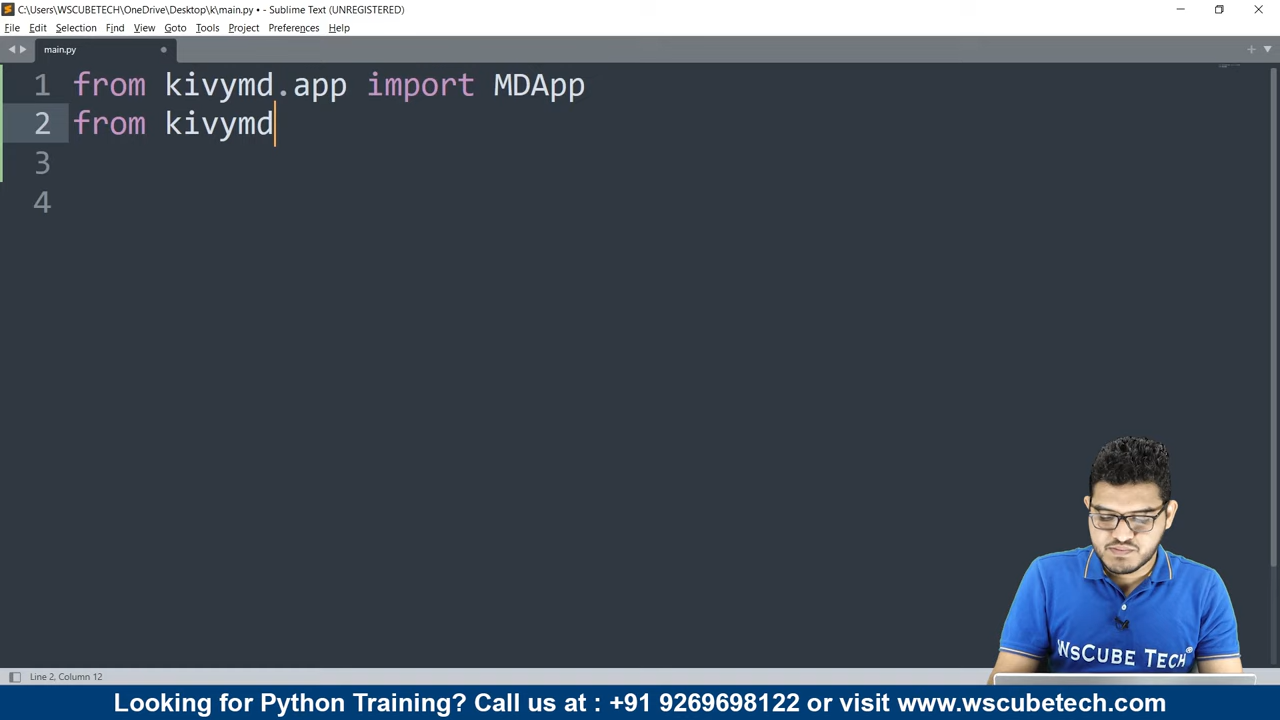 C:\Users\WSCUBETECH\OneDrive\Desktop\k\main.py • - Sublime Text (UNREGISTERED)
File Edit Selection Find View Goto Tools Project Preferences Help
main.py
1 from kivymd.app import MDApp
2 from kivymd
3
4
WSCUBE TECH®
Line 2, Column 12
Looking for Python Training? Call us at : +91 9269698122 or visit www.wscubetech.com